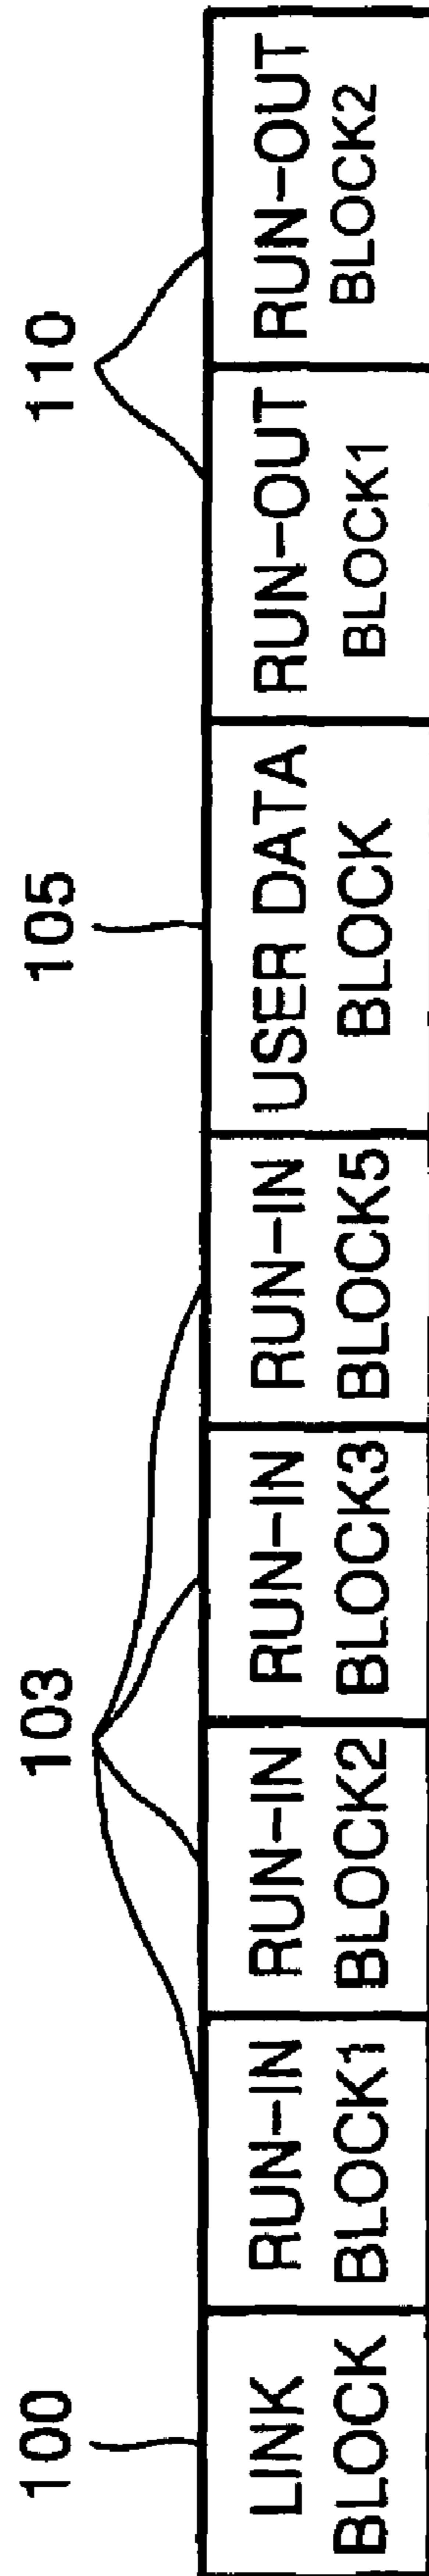 100
103
105
110
LINK
BLOCK
RUN-IN
BLOCK1
RUN-IN
BLOCK2
RUN-IN
BLOCK3
RUN-IN
BLOCK5
USER DATA
BLOCK
RUN-OUT
BLOCK1
RUN-OUT
BLOCK2